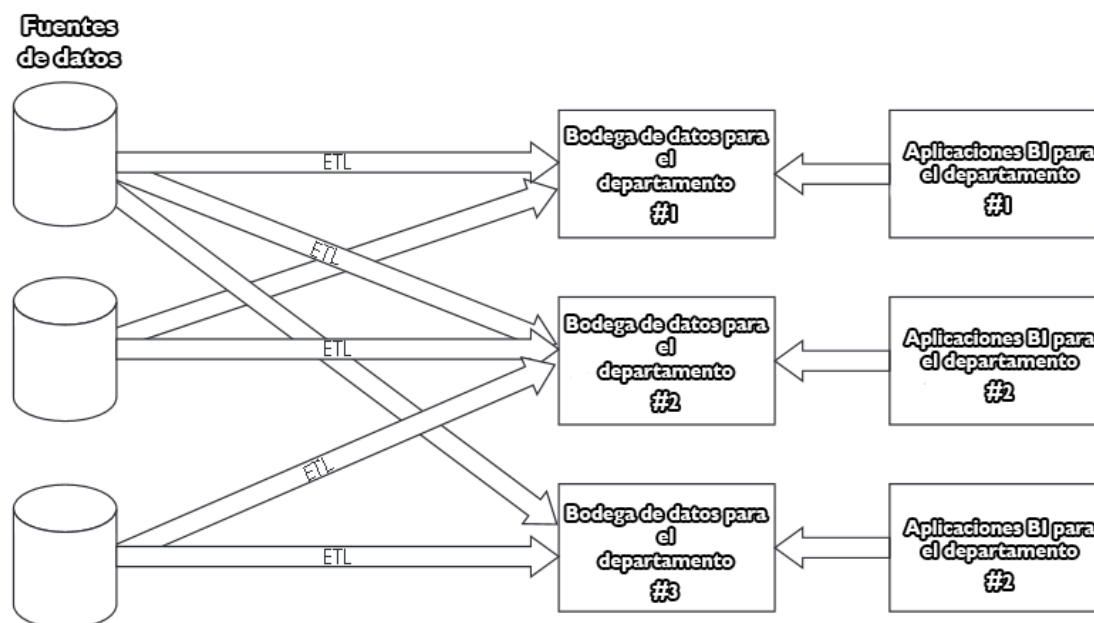 Fuentes
de datos
ETL
ETL
ETL
ETL
ETL
Bodega de datos para
el
departamento
#1
Aplicaciones BI para
el departamento
#1
Bodega de datos para
el
departamento
#2
Aplicaciones BI para
el departamento
#2
Bodega de datos para
el
departamento
#3
Aplicaciones BI para
el departamento
#2